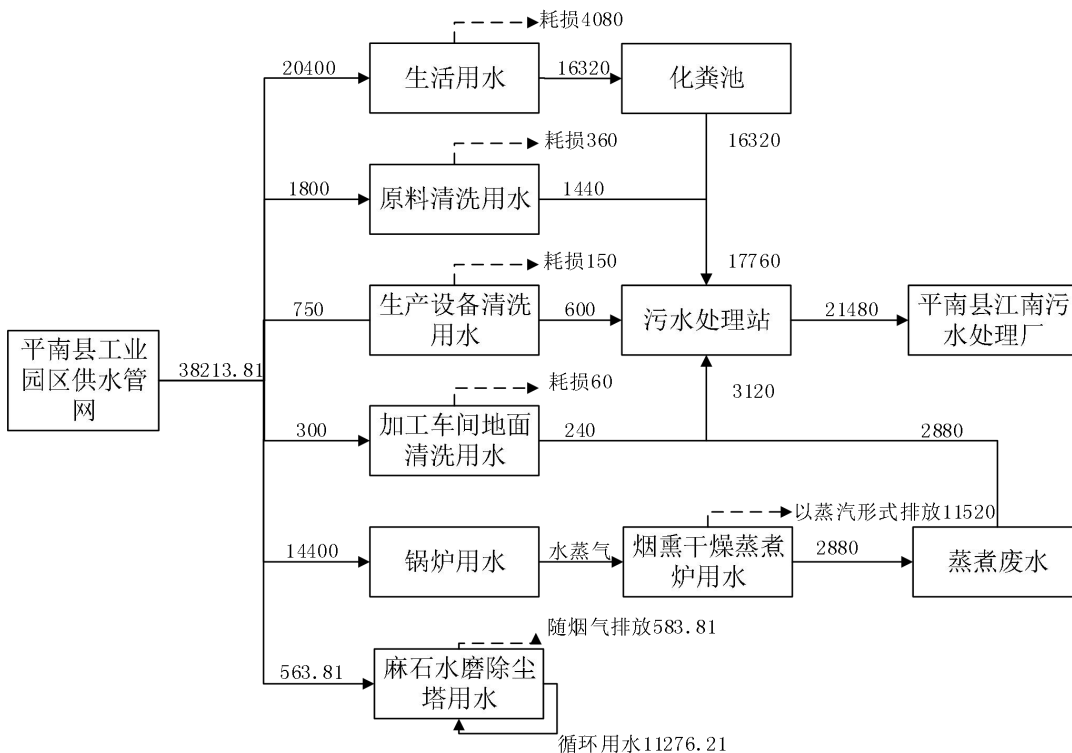 耗损4080
20400
生活用水
16320
化粪池
16320
耗损360
1800
原料清洗用水
1440
17760
耗损150
750
生产设备清洗
用水
600
污水处理站
21480
平南县江南污
水处理厂
平南县工业
园区供水管
网
38213.81
耗损60
3120
300
加工车间地面
清洗用水
240
2880
以蒸汽形式排放11520
14400
锅炉用水
水蒸气
烟熏干燥蒸煮
炉用水
2880
蒸煮废水
随烟气排放583.81
563.81
麻石水磨除尘
塔用水
循环用水11276.21